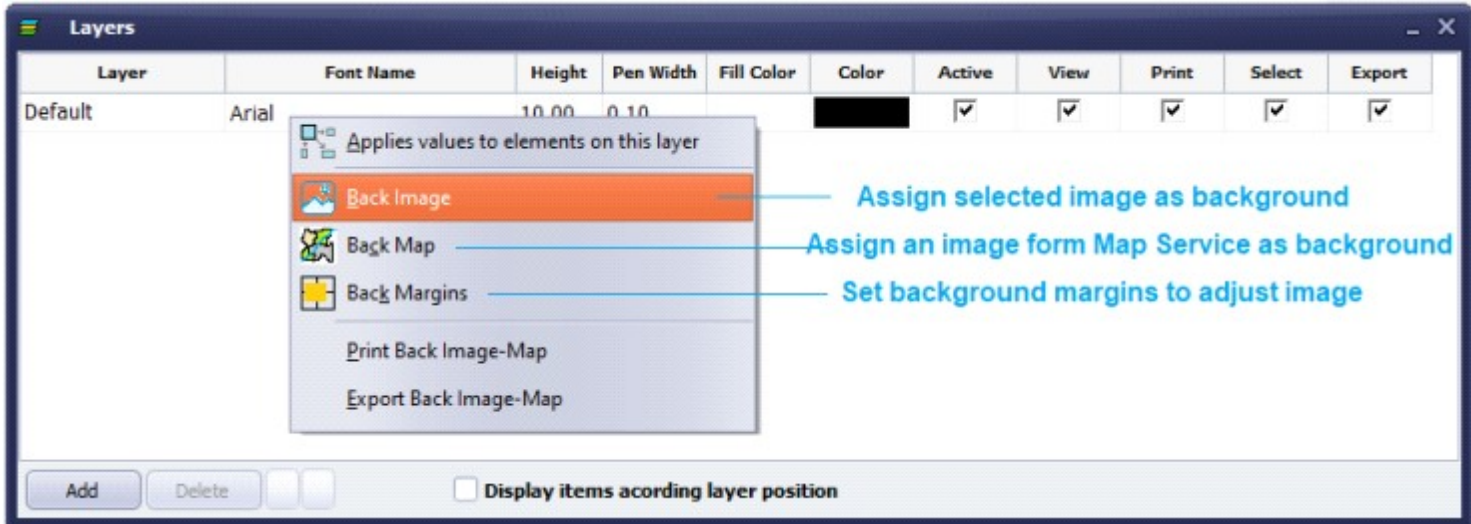 Layers
Layer Font Name Height Pen Width Fill Color Color Active View Print Select Export
Default Arial 10.00 0.10
Applies values to elements on this layer
Back Image Assign selected image as background
Back Map Assign an image form Map Service as background
Back Margins Set background margins to adjust image
Print Back Image-Map
Export Back Image-Map
Add Delete Display items acording layer position